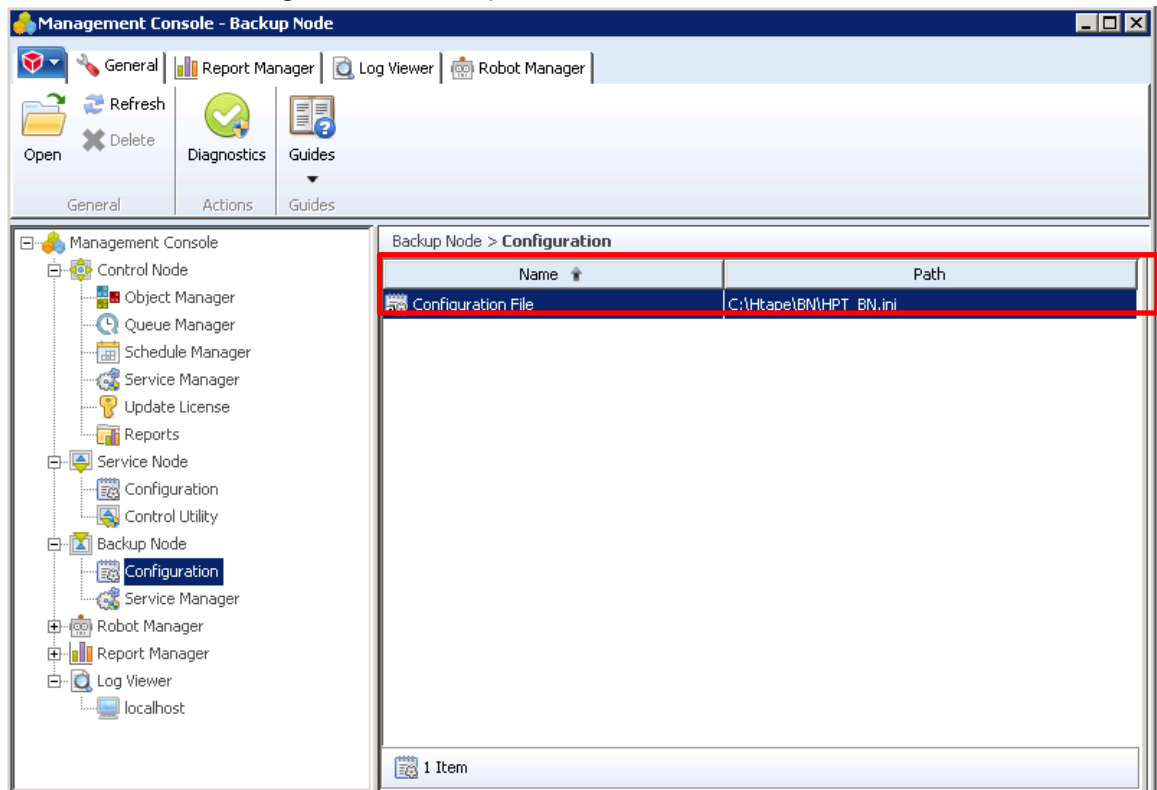 Management Console - Backup Node
General Report Manager Log Viewer Robot Manager
Refresh
Delete
Open Diagnostics Guides
General Actions Guides
Management Console
Control Node
Object Manager
Queue Manager
Schedule Manager
Service Manager
Update License
Reports
Service Node
Configuration
Control Utility
Backup Node
Configuration
Service Manager
Robot Manager
Report Manager
Log Viewer
localhost
Backup Node > Configuration
Name Path
Configuration File C:\Htape\BN\HPT_BN.ini
1 Item